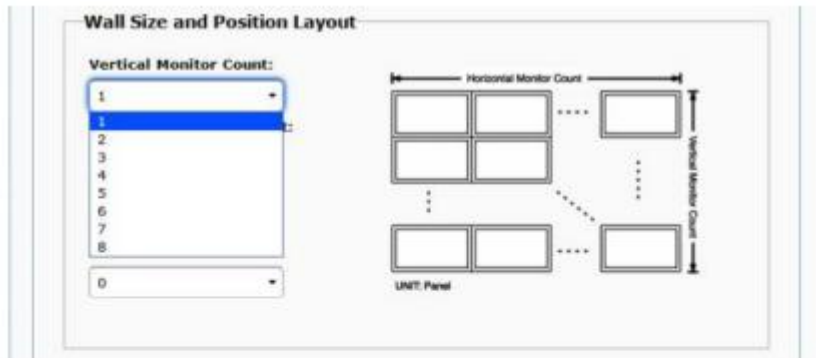 Wall Size and Position Layout
Vertical Monitor Count:
1
1
2
3
4
5
6
7
8
0
Horizontal Monitor Count
Vertical Monitor Count
UNIT: Panel